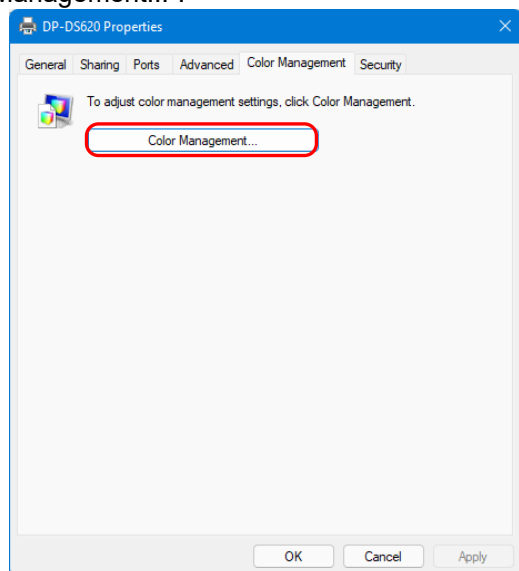 Management... .
DP-DS620 Properties
General Sharing Ports Advanced Color Management Security
To adjust color management settings, click Color Management.
Color Management...
OK Cancel Apply